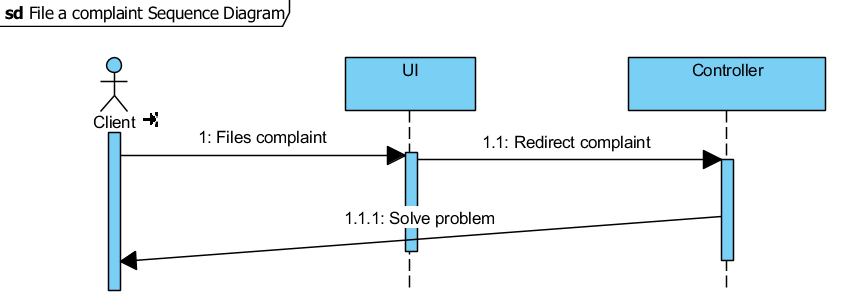 sd File a complaint Sequence Diagram
UI
Controller
Client
1: Files complaint
1.1: Redirect complaint
1.1.1: Solve problem